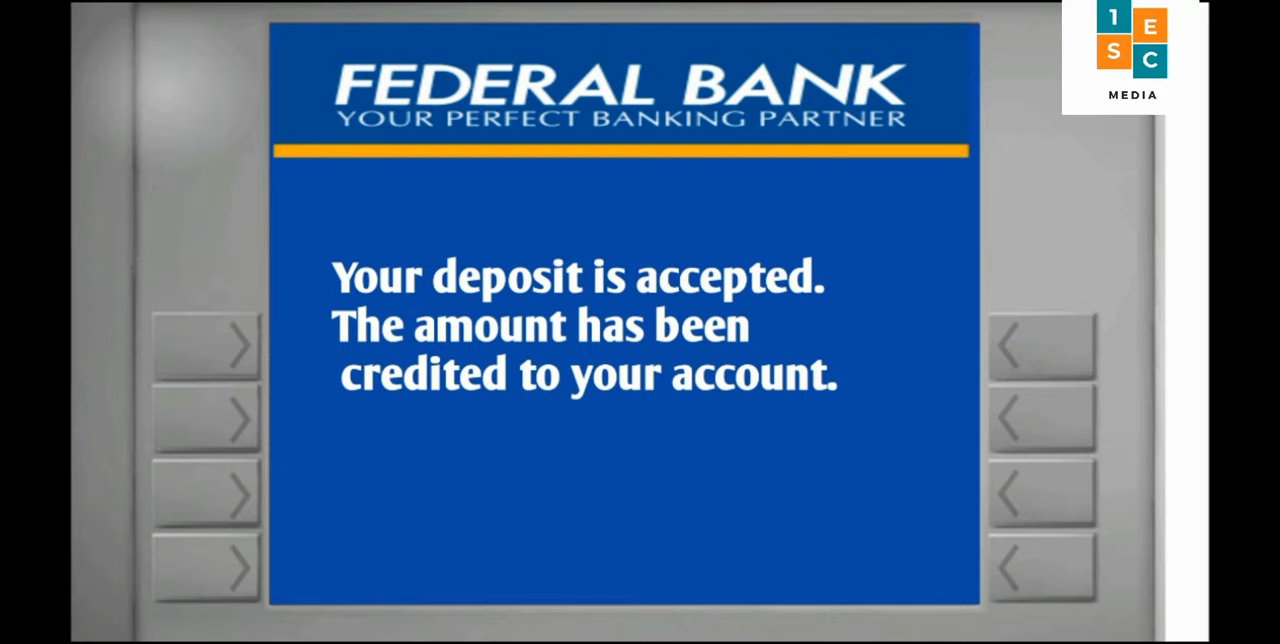 1 E
S C
MEDIA
FEDERAL BANK
YOUR PERFECT BANKING PARTNER
Your deposit is accepted.
The amount has been
credited to your account.